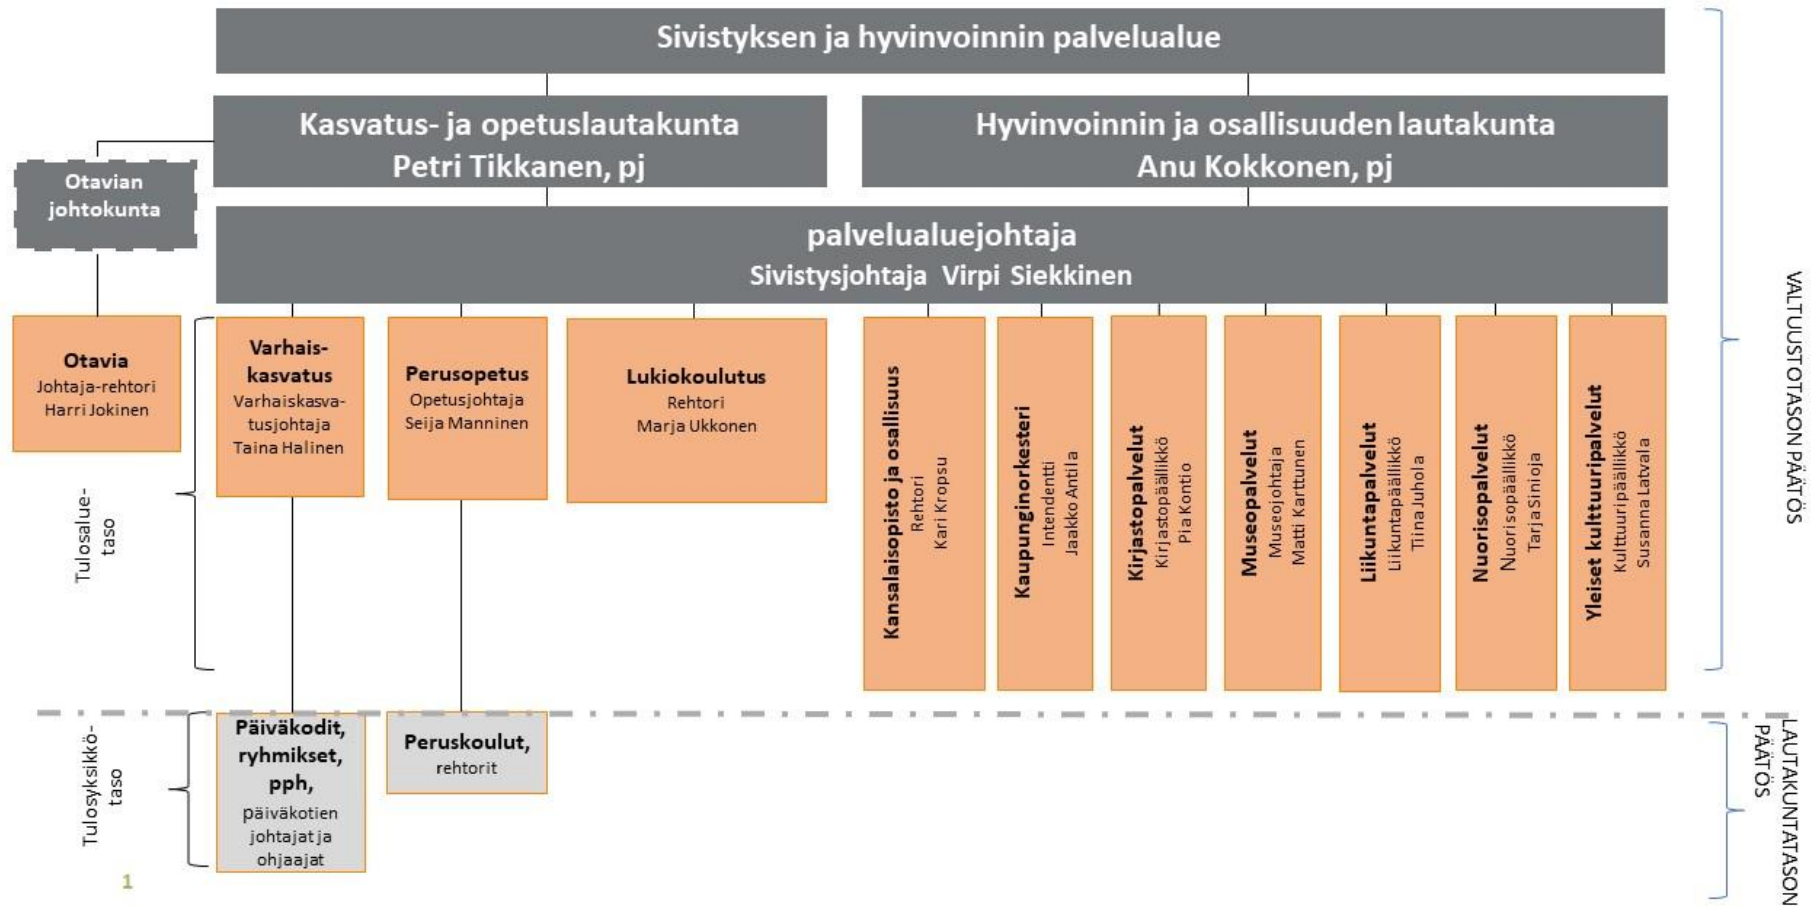 Sivistyksen ja hyvinvoinnin palvelualue
Kasvatus- ja opetuslautakunta
Petri Tikkanen, pj
Hyvinvoinnin ja osallisuuden lautakunta
Anu Kokkonen, pj
Otavian
johtokunta
palvelualuejohtaja
Sivistysjohtaja Virpi Siekkinen
Otavia
Johtaja-rehtori
Harri Jokinen
Varhais-
kasvatus
Varhaiskasva-
tusjohtaja
Taina Halinen
Perusopetus
Opetusjohtaja
Seija Manninen
Lukiokoulutus
Rehtori
Marja Ukkonen
Kansalaisopisto ja osallisuus
Rehtori
Kari Kropsu
Kaupunginorkesteri
Intendentti
Jaakko Antila
Kirjastopalvelut
Kirjastopäällikkö
Pia Kontio
Museopalvelut
Museojohtaja
Matti Karttunen
Liikuntapalvelut
Liikuntapäällikkö
Tiina Juhola
Nuorisopalvelut
Nuorisopäällikkö
Tarja Sinioja
Yleiset kulttuuripalvelut
Kulttuuripäällikkö
Susanna Latvala
Tulosalue-
taso
VALTUUSTOTASON PÄÄTÖS
Tulosyksikkö-
taso
Päiväkodit,
ryhmikset,
pph,
päiväkotien
johtajat ja
ohjaajat
Peruskoulut,
rehtorit
LAUTAKUNTATASON
PÄÄTÖS
1